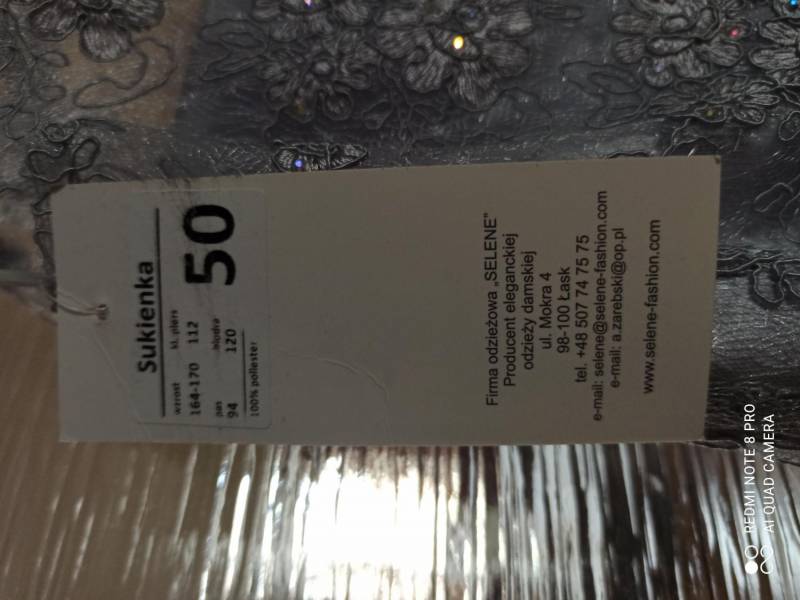 Sukienka
wzrost kl. piers
164-170 112
pas biodra
94 120
50
100% poliester
Firma odzieżowa „SELENE"
Producent eleganckiej
odzieży damskiej
ul. Mokra 4
98-100 Łask
tel. +48 507 74 75 75
e-mail: selene@selene-fashion.com
e-mail: a.zarebski@op.pl
www.selene-fashion.com
REDMI NOTE 8 PRO
AI QUAD CAMERA